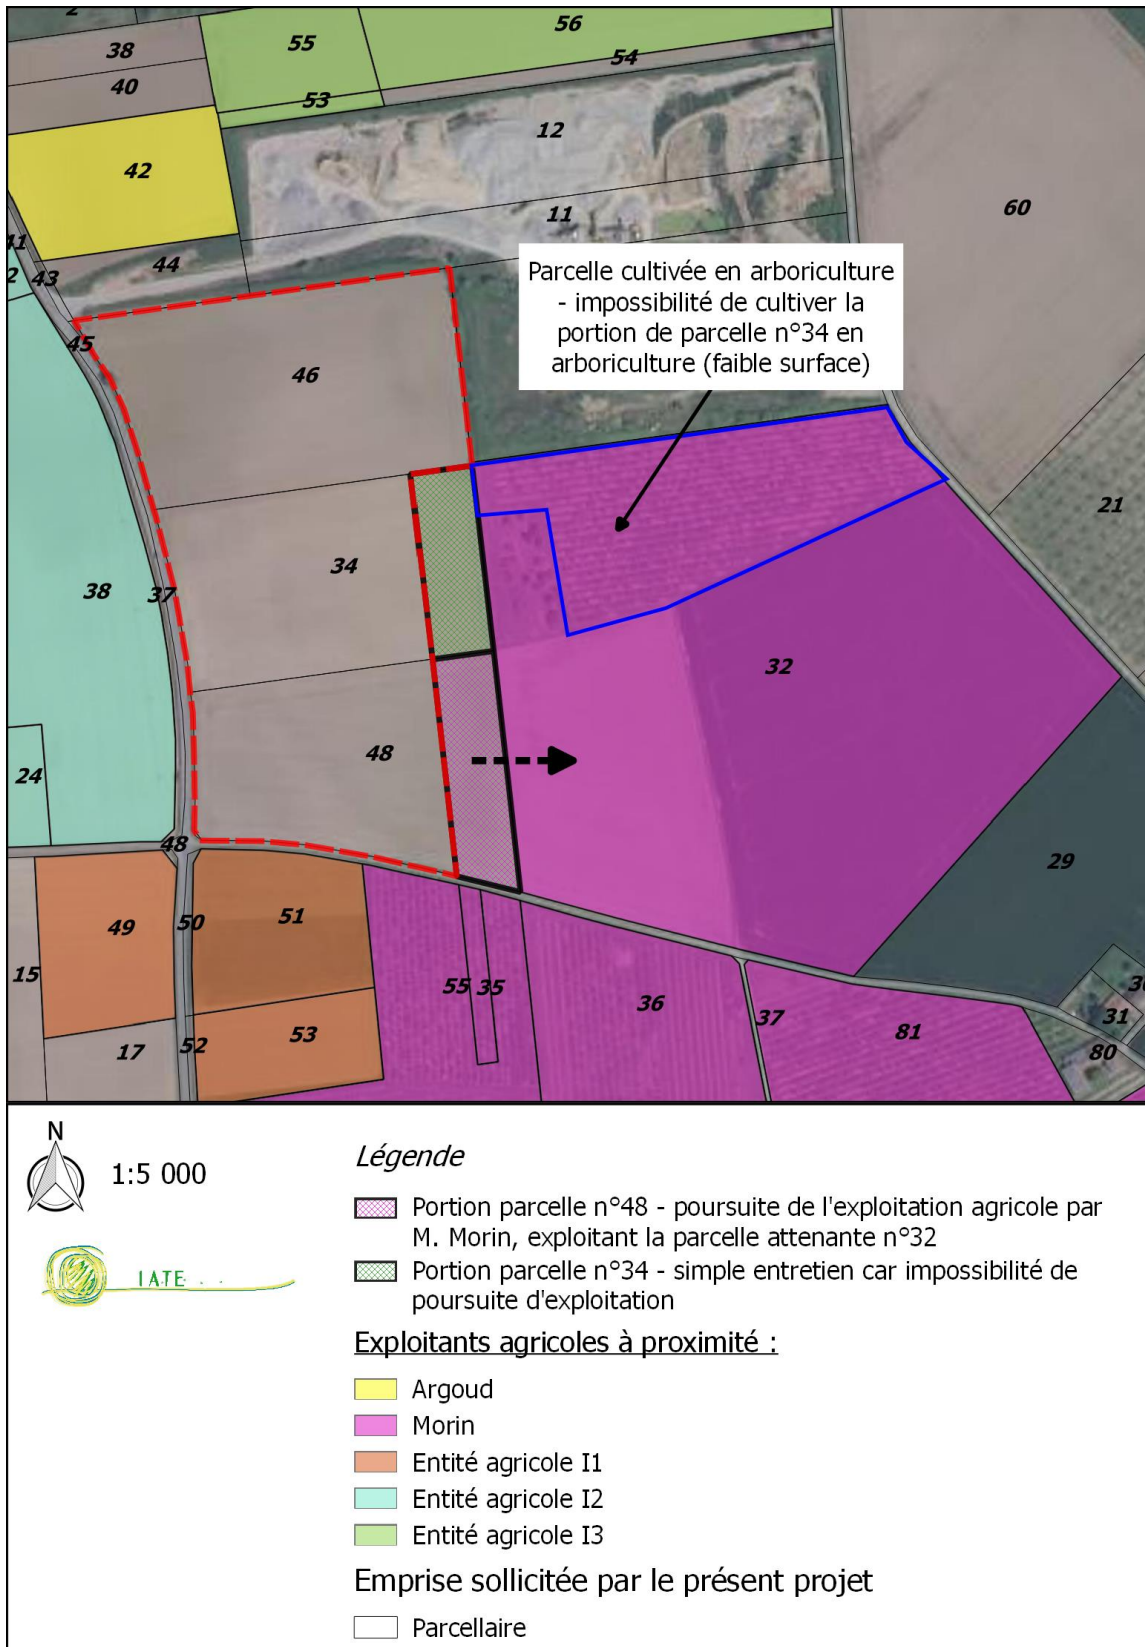 2
38
55
56
54
40
53
12
42
60
11
41
44
2
43
Parcelle cultivée en arboriculture
- impossibilité de cultiver la
portion de parcelle n°34 en
arboriculture (faible surface)
45
46
21
34
38
37
32
48
24
48
29
49
50
51
15
55
35
36
37
81
30
31
17
52
53
80
N
1:5 000
IATE
Légende
Portion parcelle n°48 - poursuite de l'exploitation agricole par
M. Morin, exploitant la parcelle attenante n°32
Portion parcelle n°34 - simple entretien car impossibilité de
poursuite d'exploitation
Exploitants agricoles à proximité :
Argoud
Morin
Entité agricole I1
Entité agricole I2
Entité agricole I3
Emprise sollicitée par le présent projet
Parcellaire